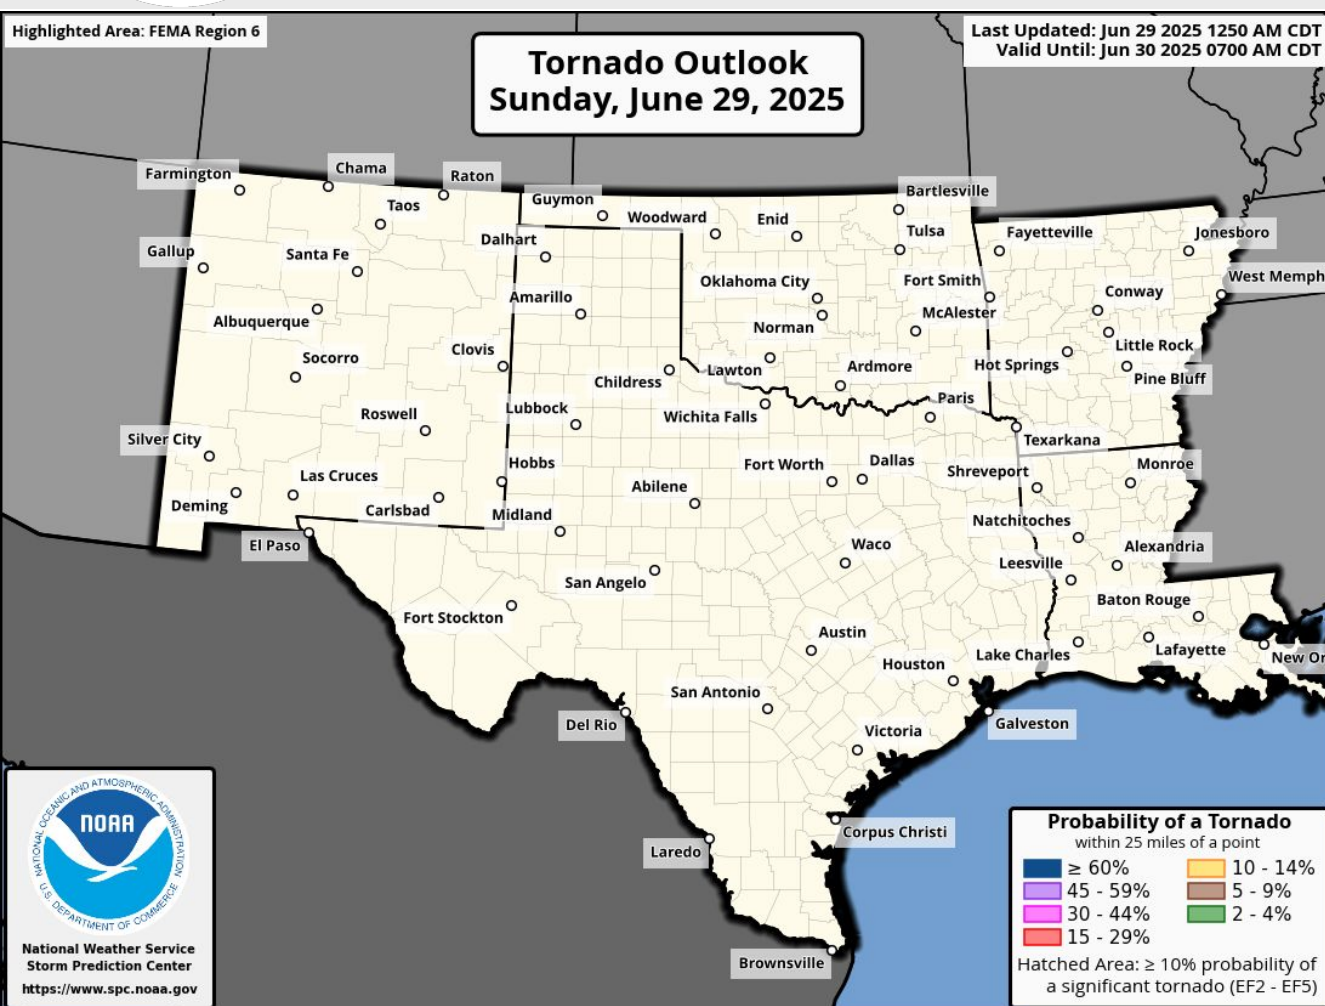 Highlighted Area: FEMA Region 6
Last Updated: Jun 29 2025 1250 AM CDT
Valid Until: Jun 30 2025 0700 AM CDT
Tornado Outlook
Sunday, June 29, 2025
Farmington
Chama
Raton
Taos
Guymon
Woodward
Enid
Bartlesville
Tulsa
Fayetteville
Jonesboro
Gallup
Santa Fe
Dalhart
Oklahoma City
Fort Smith
West Memph
Amarillo
Conway
Albuquerque
Norman
McAlester
Little Rock
Socorro
Clovis
Childress
Lawton
Ardmore
Hot Springs
Pine Bluff
Roswell
Lubbock
Wichita Falls
Paris
Silver City
Texarkana
Hobbs
Fort Worth
Dallas
Shreveport
Monroe
Las Cruces
Abilene
Deming
Carlsbad
Midland
Natchitoches
El Paso
Waco
Alexandria
San Angelo
Leesville
Fort Stockton
Baton Rouge
Austin
Lake Charles
Lafayette
New Or
Houston
San Antonio
Del Rio
Galveston
Victoria
Corpus Christi
Laredo
Brownsville
NATIONAL OCEANIC AND ATMOSPHERIC ADMINISTRATION
NOAA
U.S. DEPARTMENT OF COMMERCE
National Weather Service
Storm Prediction Center
https://www.spc.noaa.gov
Probability of a Tornado
within 25 miles of a point
≥ 60%
10 - 14%
45 - 59%
5 - 9%
30 - 44%
2 - 4%
15 - 29%
Hatched Area: ≥ 10% probability of
a significant tornado (EF2 - EF5)